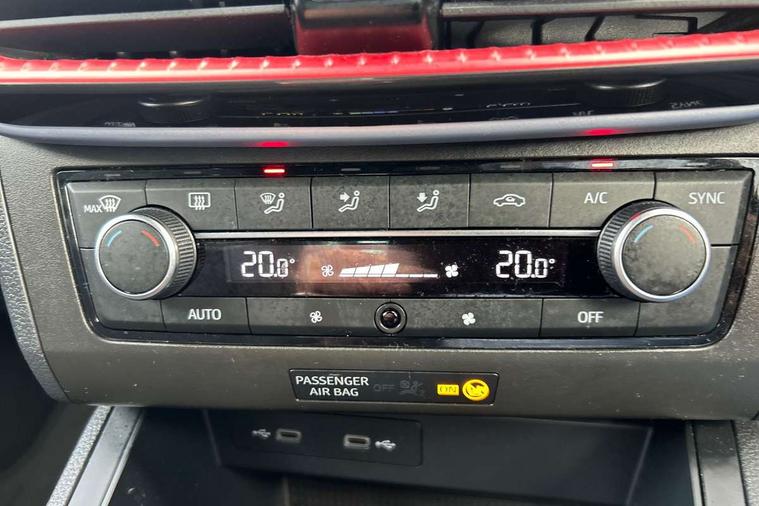 MAX
A/C
SYNC
20.0°
20.0°
AUTO
OFF
PASSENGER
AIR BAG
OFF
ON